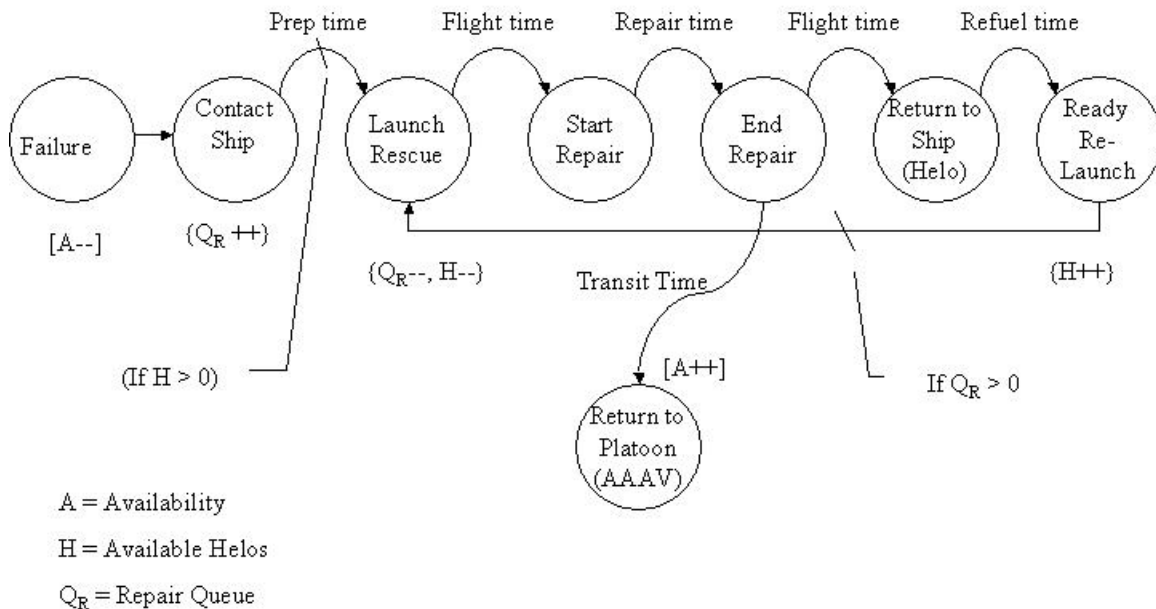 Prep time
Flight time
Repair time
Flight time
Refuel time
Failure
Contact
Ship
Launch
Rescue
Start
Repair
End
Repair
Return to
Ship
(Helo)
Ready
Re-
Launch
[A--]
{Q_R ++}
{Q_R--, H--}
Transit Time
{H++}
(If H > 0)
[A++]
If Q_R > 0
Return to
Platoon
(AAAV)
A = Availability
H = Available Helos
Q_R = Repair Queue